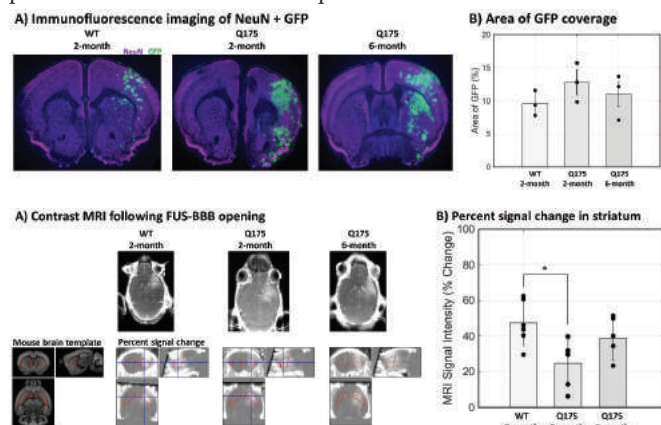 A) Immunofluorescence imaging of NeuN + GFP
WT
2-month
Q175
2-month
Q175
6-month
NeuN GFP
B) Area of GFP coverage
Area of GFP (%)
20
15
10
5
0
WT
2-month
Q175
2-month
Q175
6-month
A) Contrast MRI following FUS-BBB opening
WT
2-month
Q175
2-month
Q175
6-month
Mouse brain template
Percent signal change
B) Percent signal change in striatum
MRI Signal Intensity (% Change)
100
80
60
40
20
0
*
WT
Q175
Q175